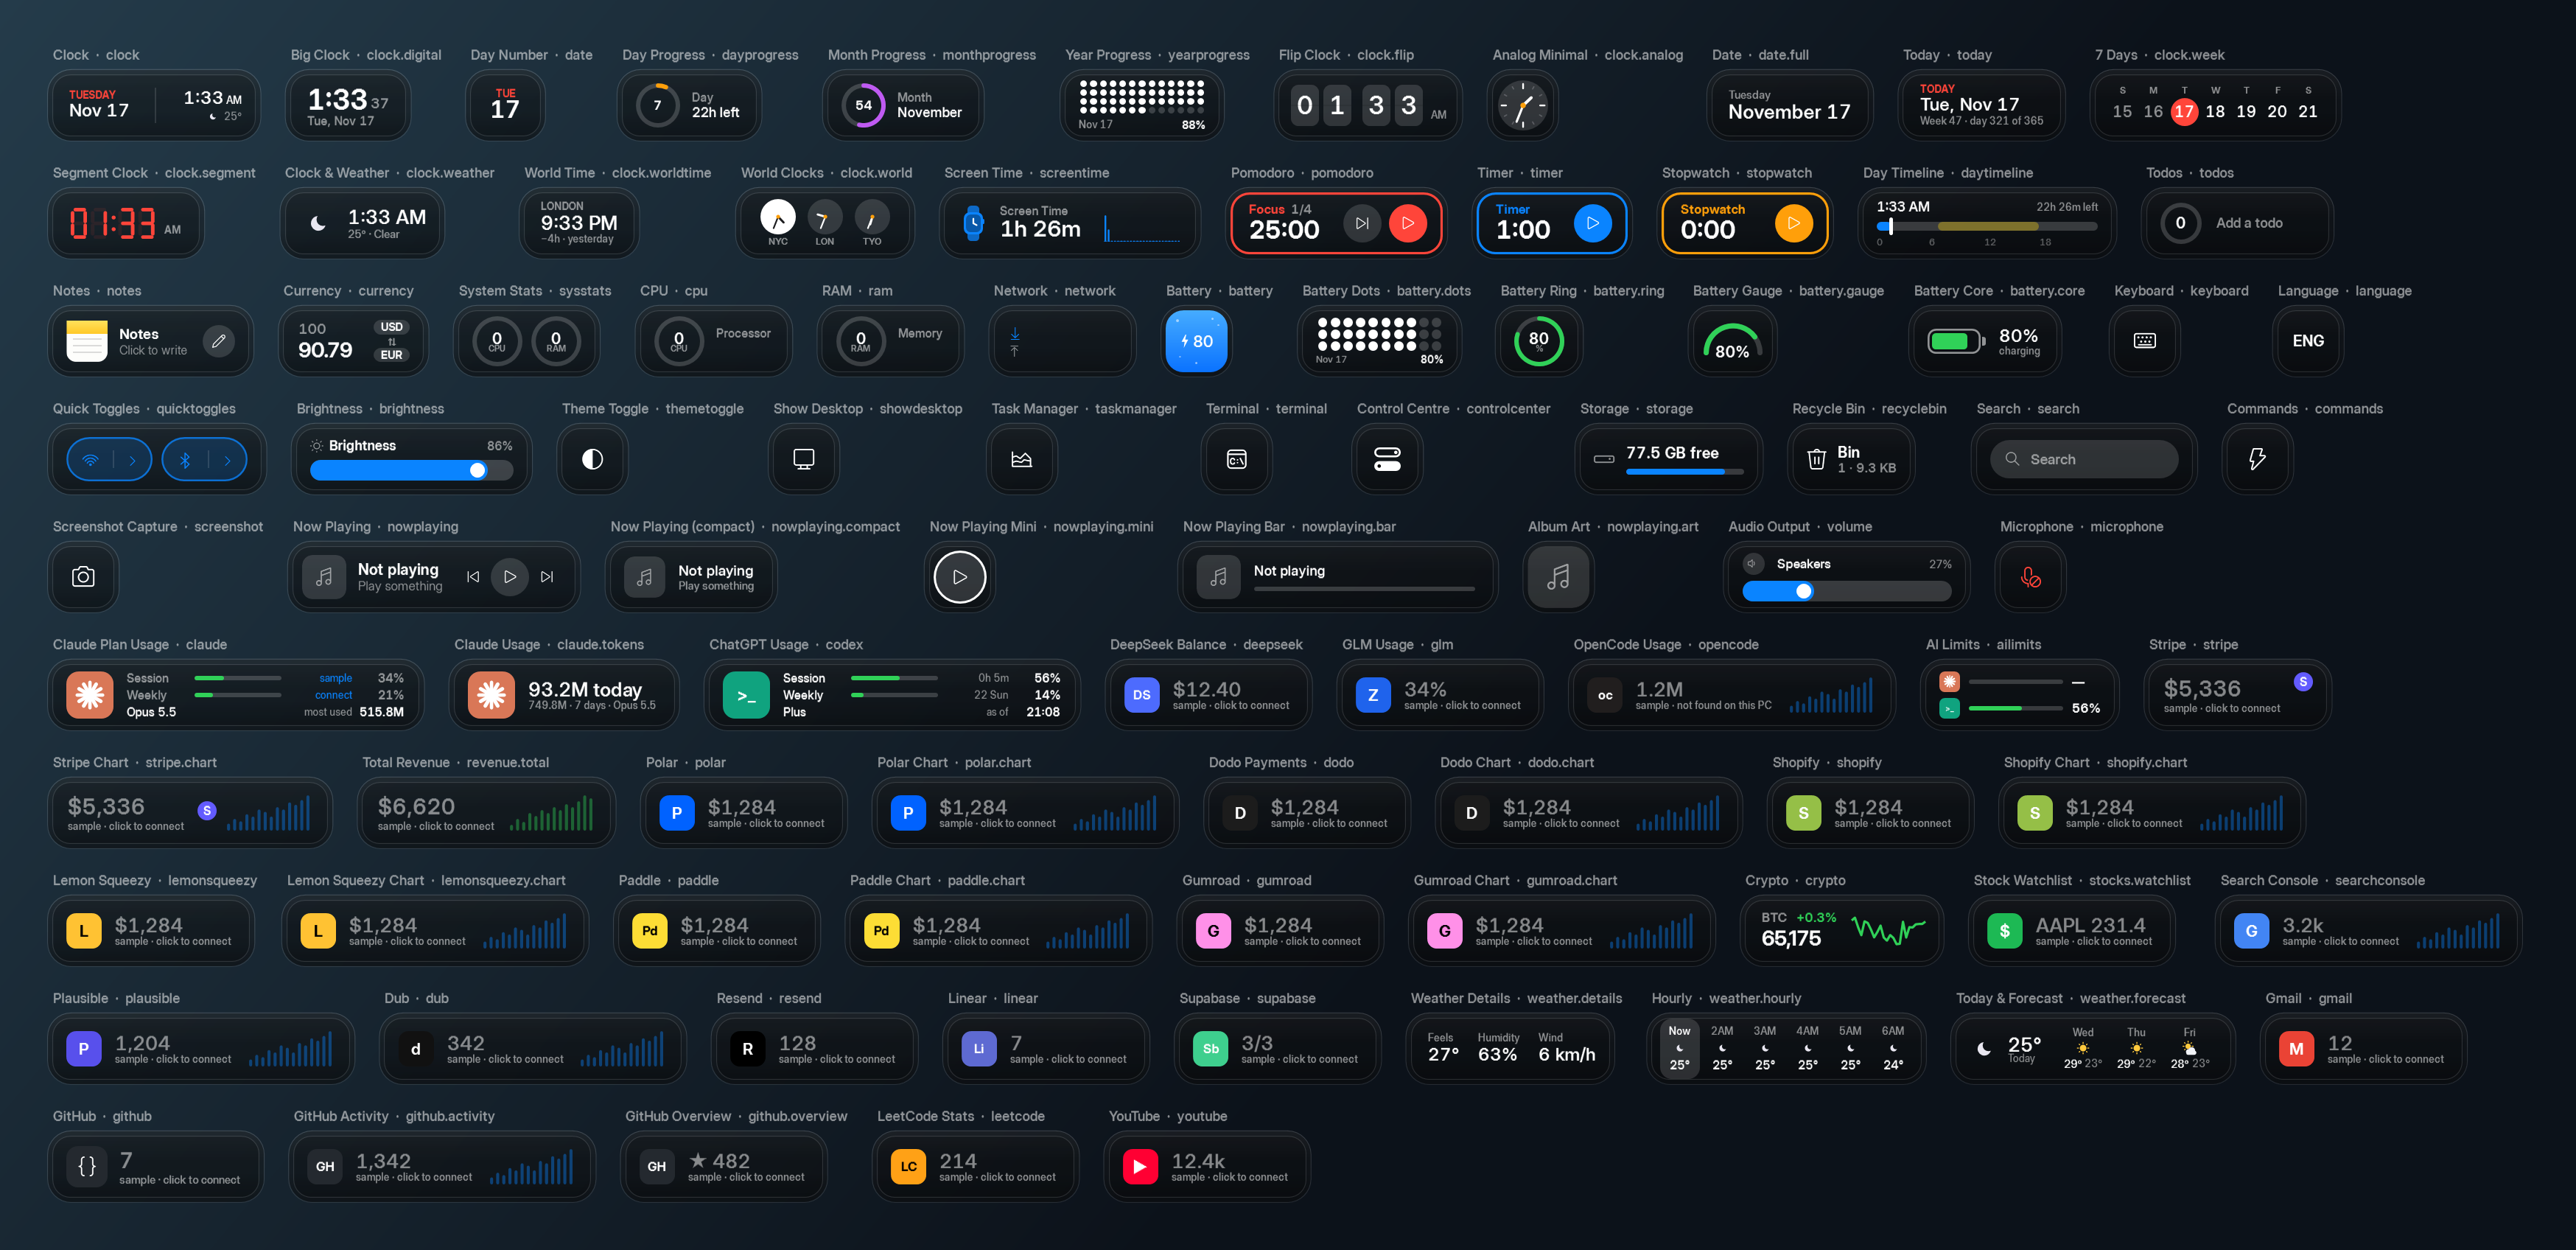 Clock · clock
Big Clock · clock.digital
Day Number · date
Day Progress · dayprogress
Month Progress · monthprogress
Year Progress · yearprogress
Flip Clock · clock.flip
Analog Minimal · clock.analog
Date · date.full
Today · today
7 Days · clock.week
TUESDAY
Nov 17
1:33 AM
25°
1:33 37
Tue, Nov 17
TUE
17
7
Day
22h left
54
Month
November
Nov 17
88%
0 1 3 3 AM
Tuesday
November 17
TODAY
Tue, Nov 17
Week 47 · day 321 of 365
S M T W T F S
15 16 17 18 19 20 21
Segment Clock · clock.segment
Clock & Weather · clock.weather
World Time · clock.worldtime
World Clocks · clock.world
Screen Time · screentime
Pomodoro · pomodoro
Timer · timer
Stopwatch · stopwatch
Day Timeline · daytimeline
Todos · todos
01:33 AM
1:33 AM
25° · Clear
LONDON
9:33 PM
−4h · yesterday
NYC
LON
TYO
Screen Time
1h 26m
Focus 1/4
25:00
Timer
1:00
Stopwatch
0:00
1:33 AM
22h 26m left
0 6 12 18
0
Add a todo
Notes · notes
Currency · currency
System Stats · sysstats
CPU · cpu
RAM · ram
Network · network
Battery · battery
Battery Dots · battery.dots
Battery Ring · battery.ring
Battery Gauge · battery.gauge
Battery Core · battery.core
Keyboard · keyboard
Language · language
Notes
Click to write
100
90.79
USD
EUR
0
CPU
0
RAM
0
CPU
Processor
0
RAM
Memory
80
Nov 17
80%
80
%
80%
80%
charging
ENG
Quick Toggles · quicktoggles
Brightness · brightness
Theme Toggle · themetoggle
Show Desktop · showdesktop
Task Manager · taskmanager
Terminal · terminal
Control Centre · controlcenter
Storage · storage
Recycle Bin · recyclebin
Search · search
Commands · commands
Brightness
86%
C:\
77.5 GB free
Bin
1 · 9.3 KB
Search
Screenshot Capture · screenshot
Now Playing · nowplaying
Now Playing (compact) · nowplaying.compact
Now Playing Mini · nowplaying.mini
Now Playing Bar · nowplaying.bar
Album Art · nowplaying.art
Audio Output · volume
Microphone · microphone
Not playing
Play something
Not playing
Play something
Not playing
Speakers
27%
Claude Plan Usage · claude
Claude Usage · claude.tokens
ChatGPT Usage · codex
DeepSeek Balance · deepseek
GLM Usage · glm
OpenCode Usage · opencode
AI Limits · ailimits
Stripe · stripe
Session sample 34%
Weekly connect 21%
Opus 5.5 most used 515.8M
93.2M today
749.8M · 7 days · Opus 5.5
>_
Session 0h 5m 56%
Weekly 22 Sun 14%
Plus as of 21:08
DS
$12.40
sample · click to connect
Z
34%
sample · click to connect
oc
1.2M
sample · not found on this PC
—
>_
56%
$5,336
S
sample · click to connect
Stripe Chart · stripe.chart
Total Revenue · revenue.total
Polar · polar
Polar Chart · polar.chart
Dodo Payments · dodo
Dodo Chart · dodo.chart
Shopify · shopify
Shopify Chart · shopify.chart
$5,336
sample · click to connect
S
$6,620
sample · click to connect
P
$1,284
sample · click to connect
P
$1,284
sample · click to connect
D
$1,284
sample · click to connect
D
$1,284
sample · click to connect
S
$1,284
sample · click to connect
S
$1,284
sample · click to connect
Lemon Squeezy · lemonsqueezy
Lemon Squeezy Chart · lemonsqueezy.chart
Paddle · paddle
Paddle Chart · paddle.chart
Gumroad · gumroad
Gumroad Chart · gumroad.chart
Crypto · crypto
Stock Watchlist · stocks.watchlist
Search Console · searchconsole
L
$1,284
sample · click to connect
L
$1,284
sample · click to connect
Pd
$1,284
sample · click to connect
Pd
$1,284
sample · click to connect
G
$1,284
sample · click to connect
G
$1,284
sample · click to connect
BTC +0.3%
65,175
$
AAPL 231.4
sample · click to connect
G
3.2k
sample · click to connect
Plausible · plausible
Dub · dub
Resend · resend
Linear · linear
Supabase · supabase
Weather Details · weather.details
Hourly · weather.hourly
Today & Forecast · weather.forecast
Gmail · gmail
P
1,204
sample · click to connect
d
342
sample · click to connect
R
128
sample · click to connect
Li
7
sample · click to connect
Sb
3/3
sample · click to connect
Feels Humidity Wind
27° 63% 6 km/h
Now 2AM 3AM 4AM 5AM 6AM
25° 25° 25° 25° 25° 24°
25°
Today
Wed Thu Fri
29° 23° 29° 22° 28° 23°
M
12
sample · click to connect
GitHub · github
GitHub Activity · github.activity
GitHub Overview · github.overview
LeetCode Stats · leetcode
YouTube · youtube
{}
7
sample · click to connect
GH
1,342
sample · click to connect
GH
★ 482
sample · click to connect
LC
214
sample · click to connect
12.4k
sample · click to connect